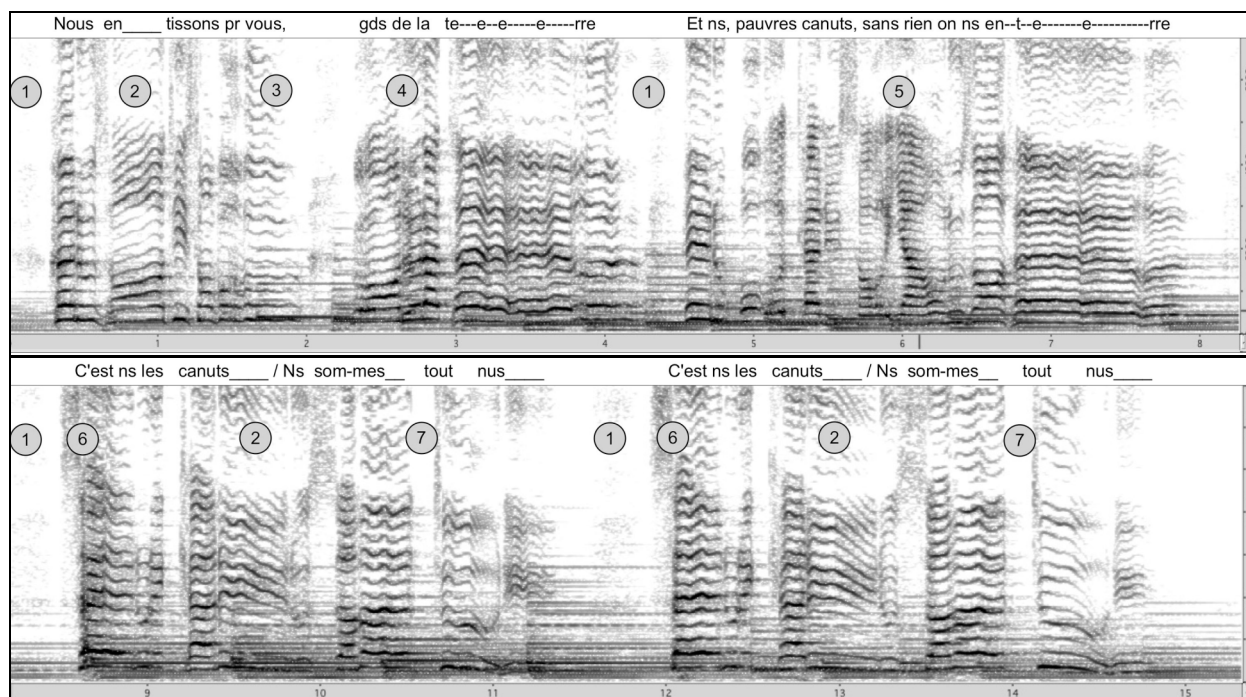 Nous en____ tissons pr vous, gds de la te---e--e-----e-----rre Et ns, pauvres canuts, sans rien on ns en--t--e-------e----------rre
1 2 3 4 1 5
1 2 3 4 5 6 7 8
C'est ns les canuts____ / Ns som-mes__ tout nus____ C'est ns les canuts____ / Ns som-mes__ tout nus____
1 6 2 7 1 6 2 7
9 10 11 12 13 14 15